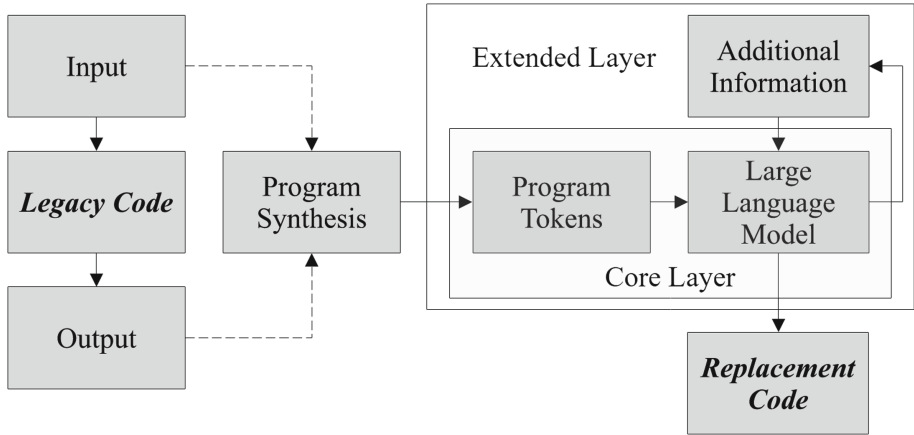 Input
Legacy Code
Output
Program
Synthesis
Extended Layer
Additional
Information
Program
Tokens
Large
Language
Model
Core Layer
Replacement
Code